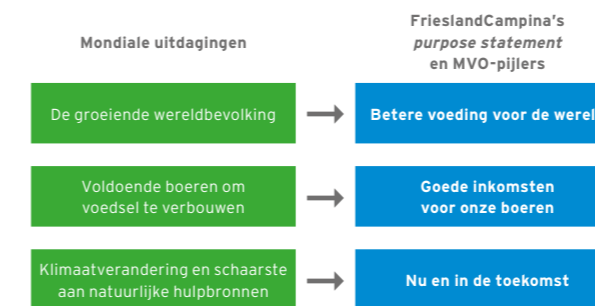 Mondiale uitdagingen
FrieslandCampina's
purpose statement
en MVO-pijlers
De groeiende wereldbevolking
Betere voeding voor de werel
Voldoende boeren om
voedsel te verbouwen
Goede inkomsten
voor onze boeren
Klimaatverandering en schaarste
aan natuurlijke hulpbronnen
Nu en in de toekomst